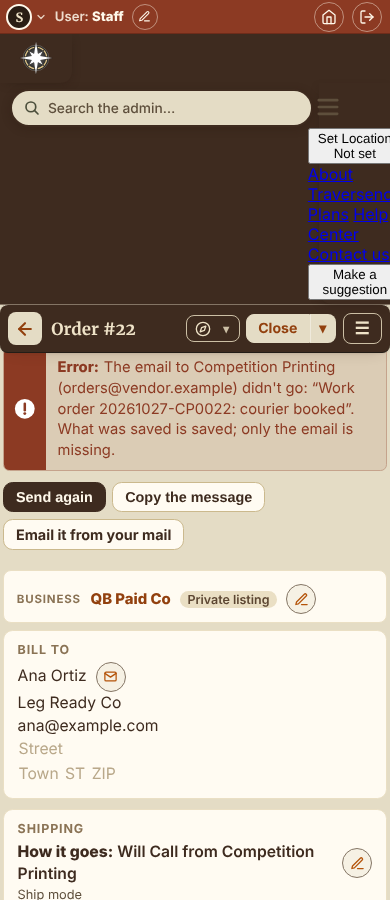 S User: Staff
Search the admin...
Set Location
Not set
About
Plans Help
Center
Contact us
Make a
suggestion
Order #22
Close
Error: The email to Competition Printing
(orders@vendor.example) didn't go: “Work
order 20261027-CP0022: courier booked”.
What was saved is saved; only the email is
missing.
Send again Copy the message
Email it from your mail
BUSINESS QB Paid Co Private listing
BILL TO
Ana Ortiz
Leg Ready Co
ana@example.com
Street
Town ST ZIP
SHIPPING
How it goes: Will Call from Competition
Printing
Ship mode